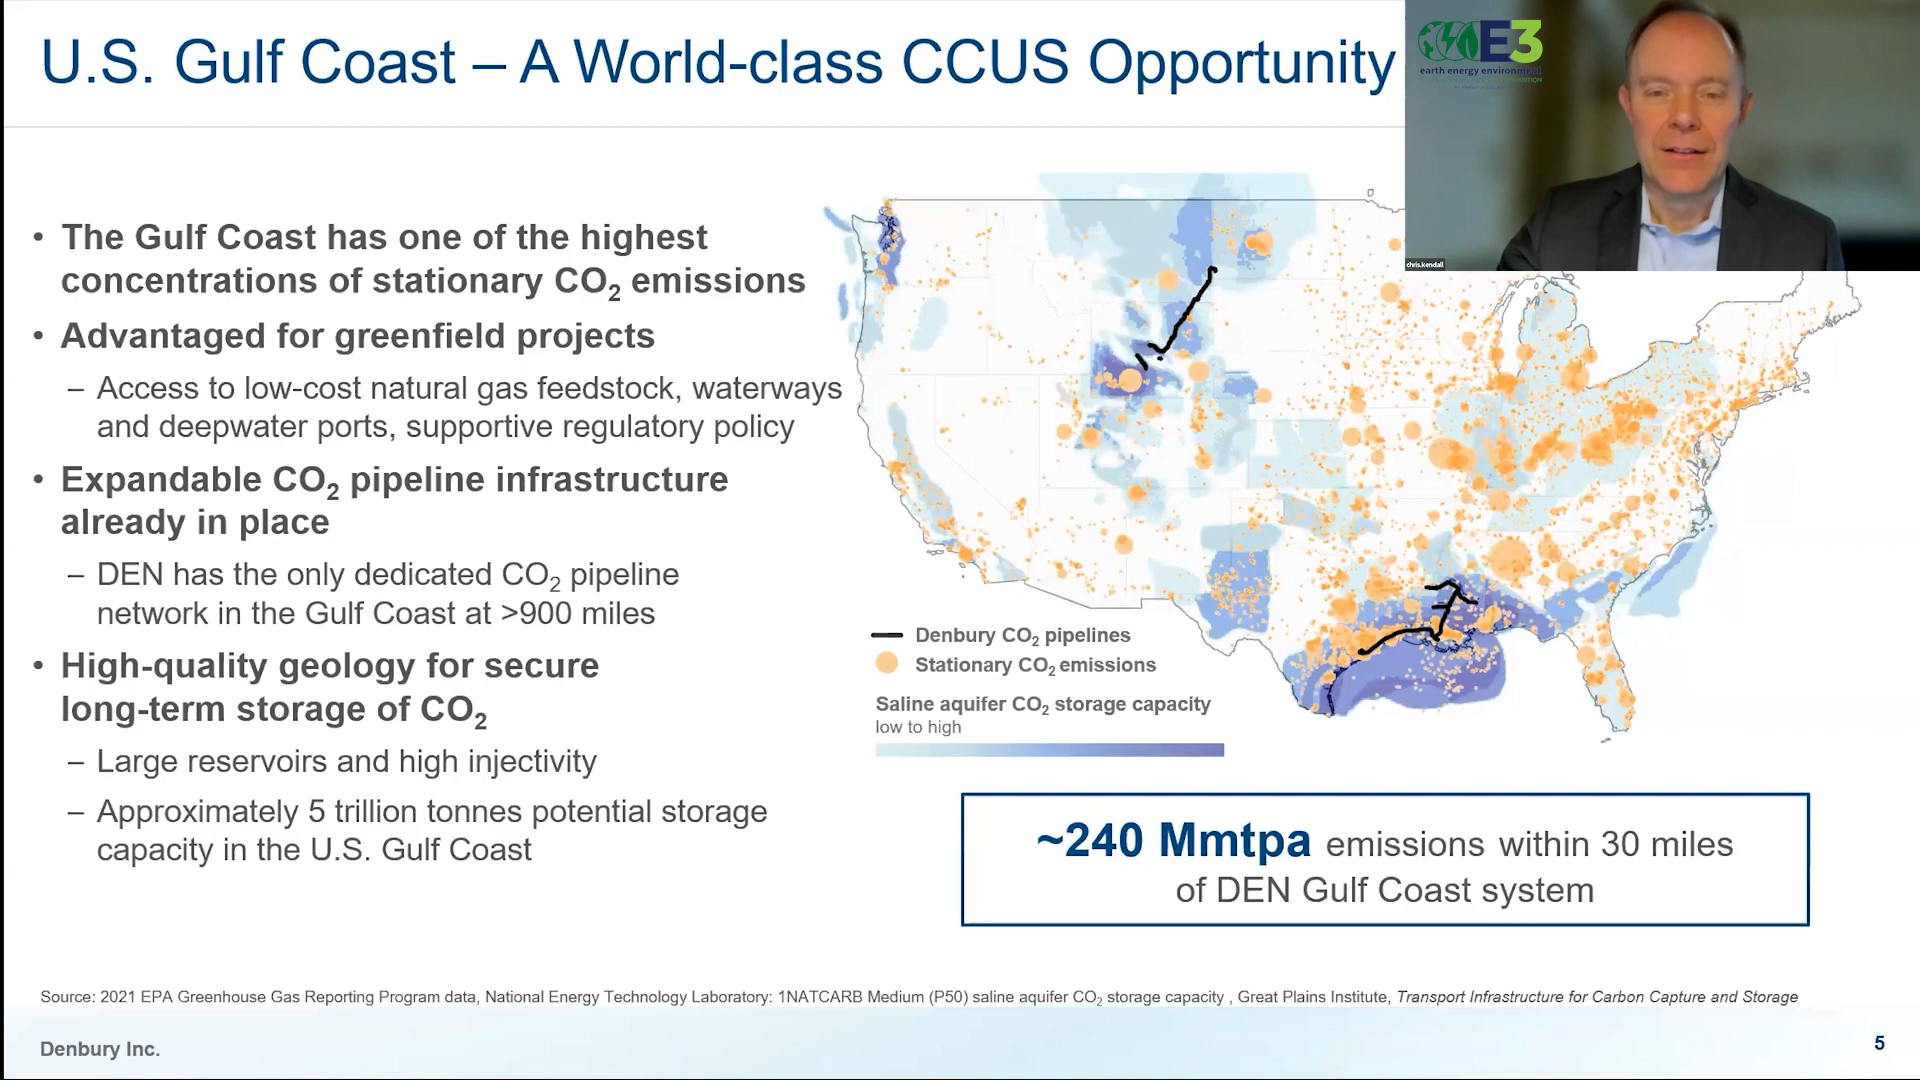 U.S. Gulf Coast – A World-class CCUS Opportunity
E3
earth energy environment
chris.kendall
• The Gulf Coast has one of the highest
concentrations of stationary CO₂ emissions
• Advantaged for greenfield projects
– Access to low-cost natural gas feedstock, waterways
and deepwater ports, supportive regulatory policy
• Expandable CO₂ pipeline infrastructure
already in place
– DEN has the only dedicated CO₂ pipeline
network in the Gulf Coast at >900 miles
• High-quality geology for secure
long-term storage of CO₂
– Large reservoirs and high injectivity
– Approximately 5 trillion tonnes potential storage
capacity in the U.S. Gulf Coast
Denbury CO₂ pipelines
Stationary CO₂ emissions
Saline aquifer CO₂ storage capacity
low to high
~240 Mmtpa emissions within 30 miles
of DEN Gulf Coast system
Source: 2021 EPA Greenhouse Gas Reporting Program data, National Energy Technology Laboratory: 1NATCARB Medium (P50) saline aquifer CO₂ storage capacity , Great Plains Institute, Transport Infrastructure for Carbon Capture and Storage
Denbury Inc.
5